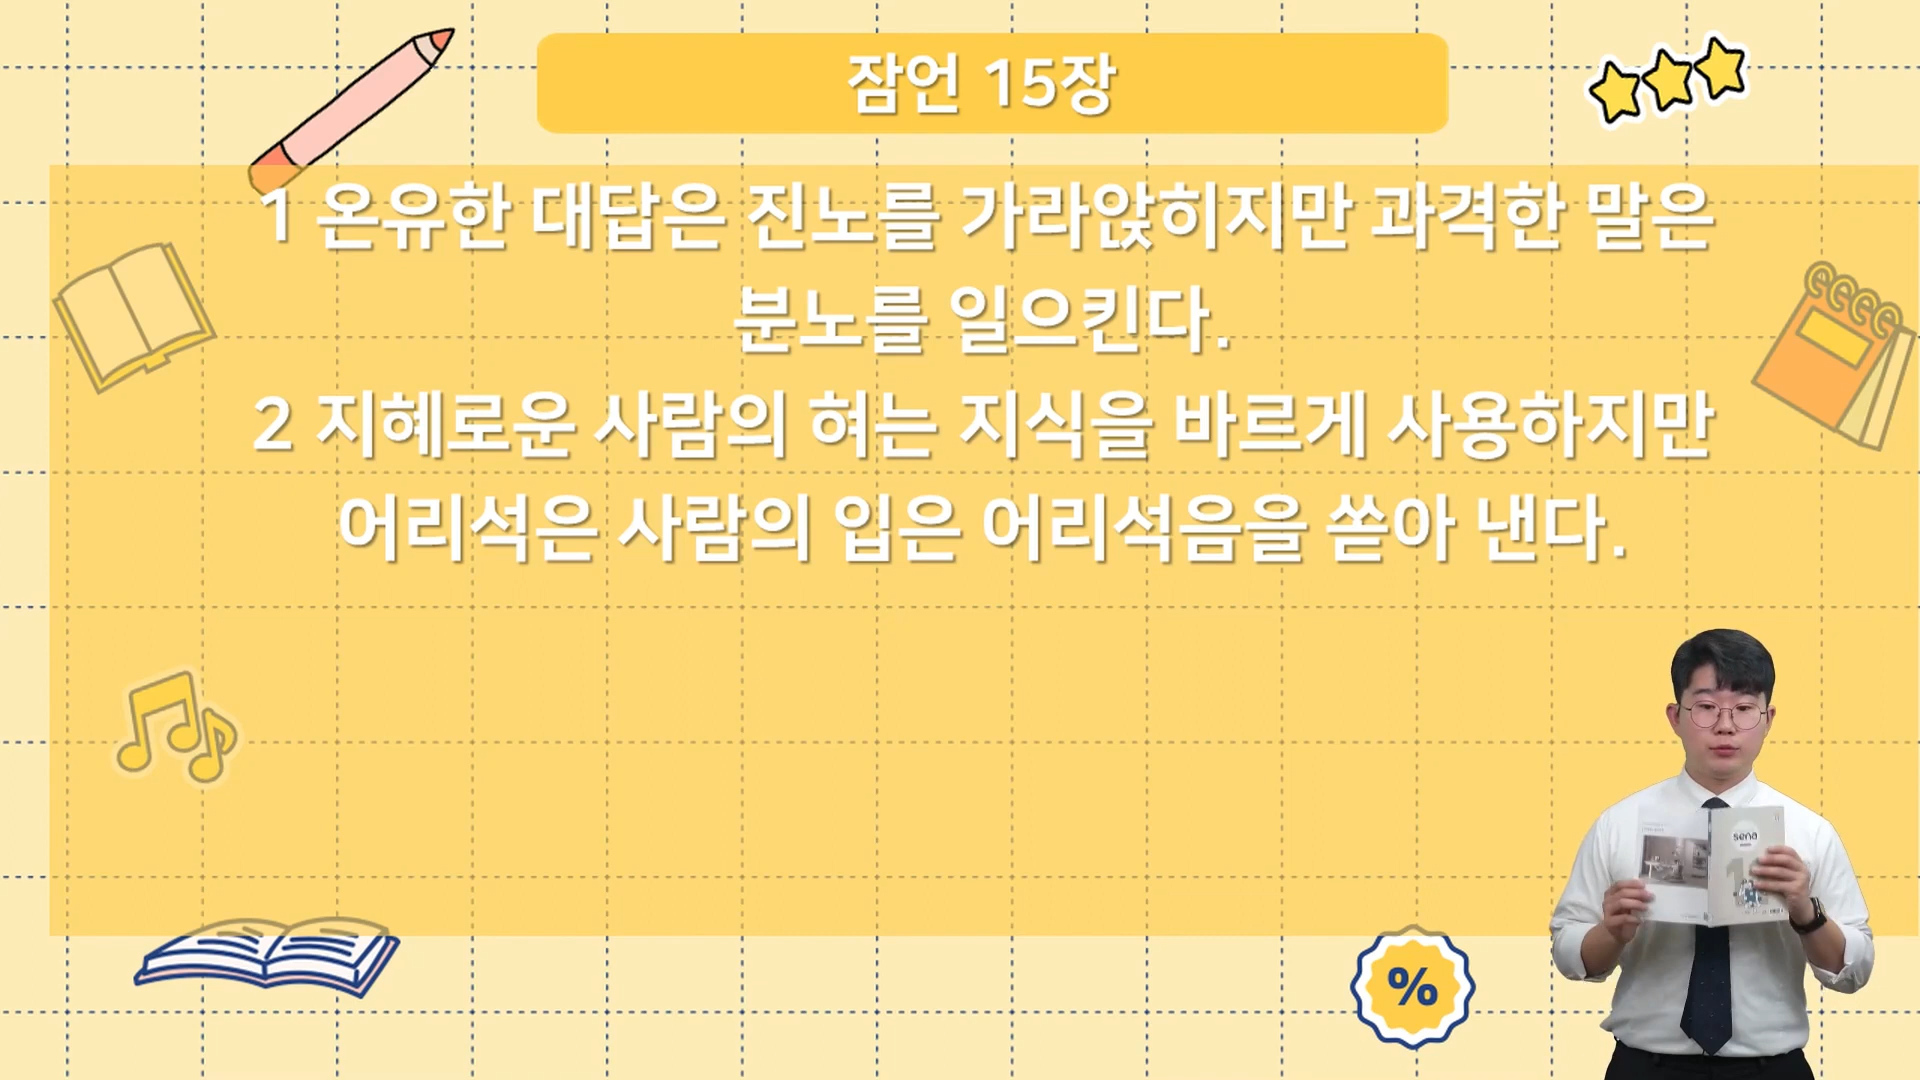 잠언 15장
1 온유한 대답은 진노를 가라앉히지만 과격한 말은
분노를 일으킨다.
2 지혜로운 사람의 혀는 지식을 바르게 사용하지만
어리석은 사람의 입은 어리석음을 쏟아 낸다.
%
sena